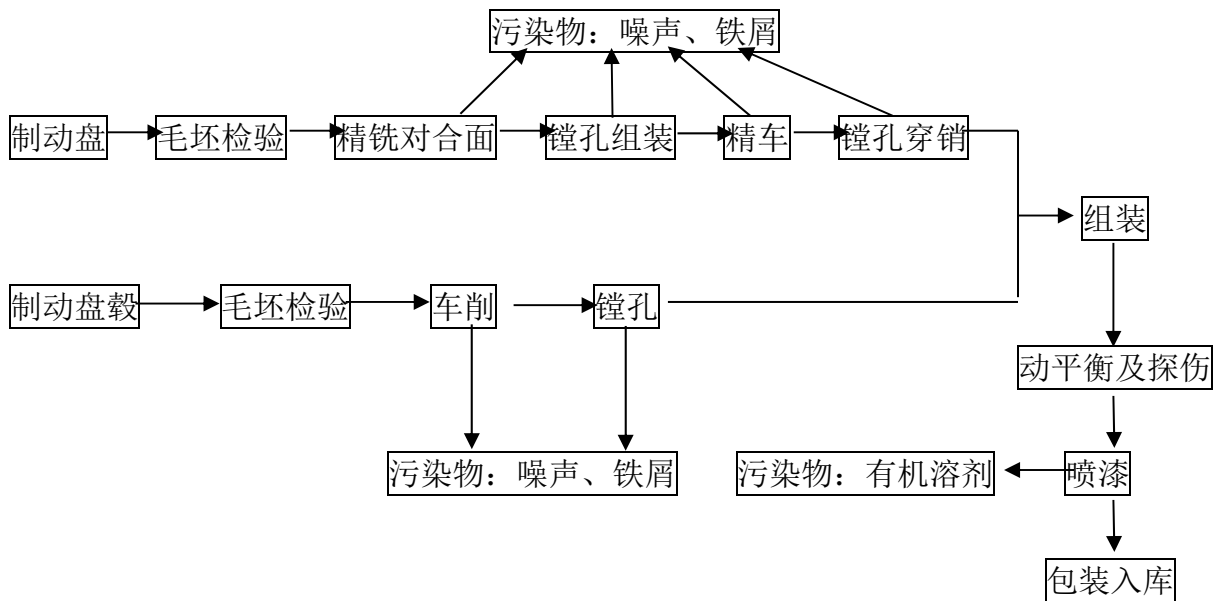 污染物：噪声、铁屑
制动盘
毛坯检验
精铣对合面
镗孔组装
精车
镗孔穿销
组装
制动盘毂
毛坯检验
车削
镗孔
动平衡及探伤
污染物：噪声、铁屑
污染物：有机溶剂
喷漆
包装入库